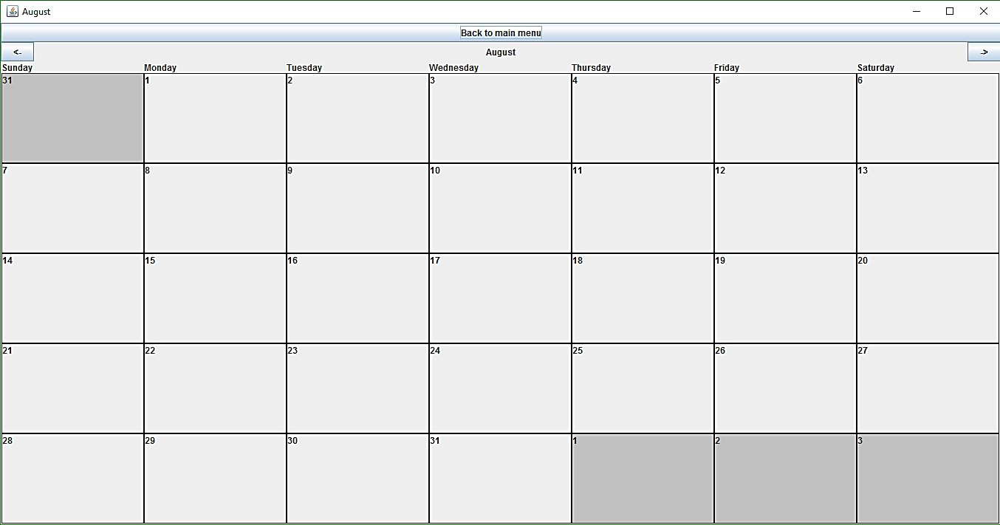 August
Back to main menu
<- August ->
Sunday Monday Tuesday Wednesday Thursday Friday Saturday
31 1 2 3 4 5 6
7 8 9 10 11 12 13
14 15 16 17 18 19 20
21 22 23 24 25 26 27
28 29 30 31 1 2 3